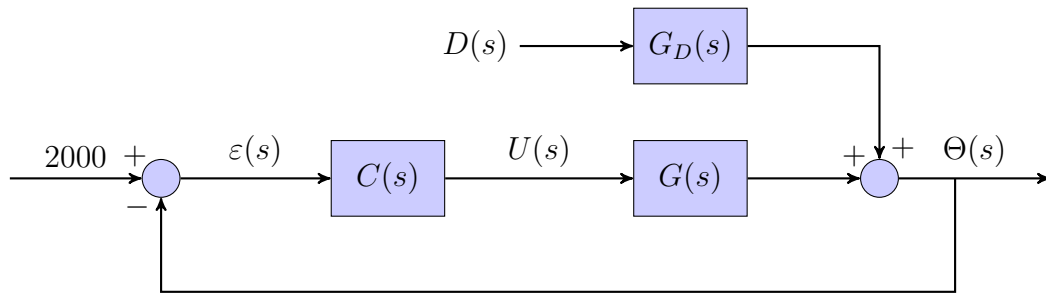 D(s)
G_D(s)
2000
+
−
ε(s)
C(s)
U(s)
G(s)
+
+
Θ(s)